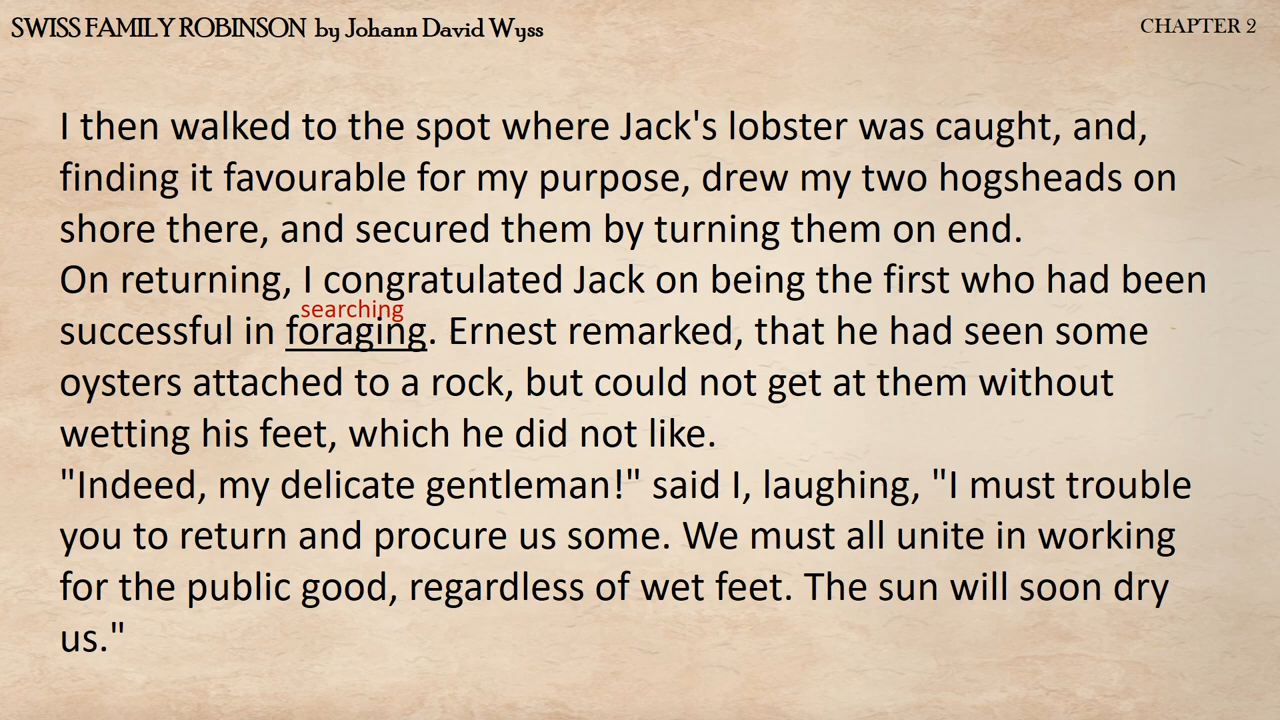 SWISS FAMILY ROBINSON by Johann David Wyss
CHAPTER 2
I then walked to the spot where Jack's lobster was caught, and,
finding it favourable for my purpose, drew my two hogsheads on
shore there, and secured them by turning them on end.
On returning, I congratulated Jack on being the first who had been
searching
successful in foraging. Ernest remarked, that he had seen some
oysters attached to a rock, but could not get at them without
wetting his feet, which he did not like.
"Indeed, my delicate gentleman!" said I, laughing, "I must trouble
you to return and procure us some. We must all unite in working
for the public good, regardless of wet feet. The sun will soon dry
us."